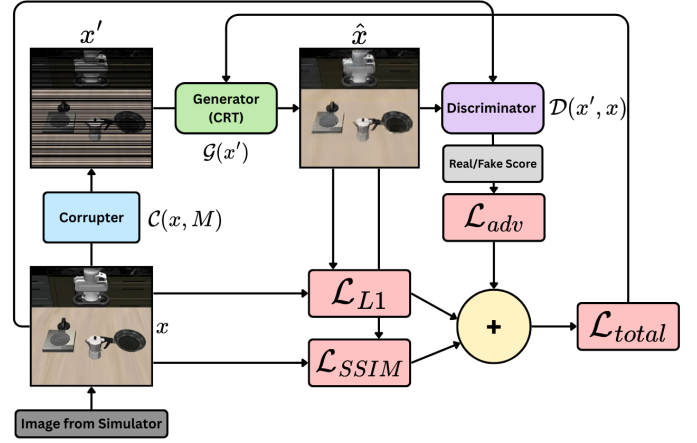 x′
x̂
Generator
(CRT)
𝒢(x′)
Discriminator
𝒟(x′, x)
Real/Fake Score
ℒ_adv
Corrupter
𝒞(x, M)
x
ℒ_L1
ℒ_SSIM
+
ℒ_total
Image from Simulator